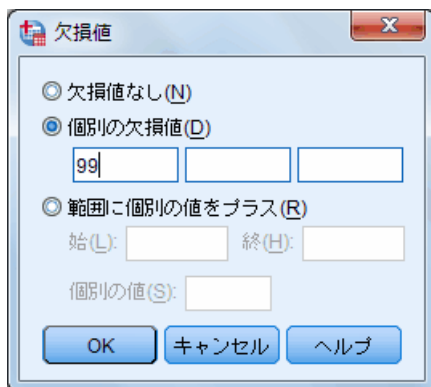 欠損値
欠損値なし(N)
個別の欠損値(D)
99
範囲に個別の値をプラス(R)
始(L): 終(H):
個別の値(S):
OK キャンセル ヘルプ